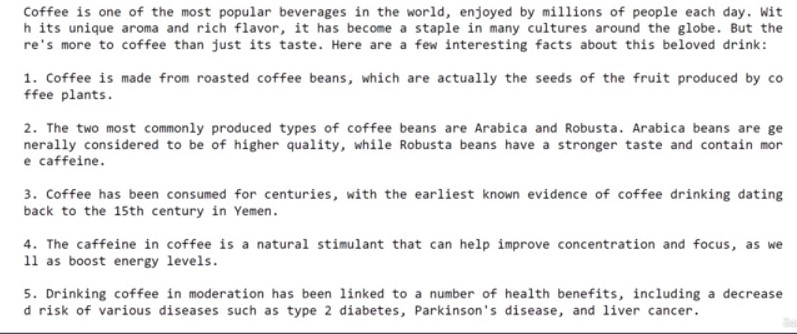 Coffee is one of the most popular beverages in the world, enjoyed by millions of people each day. Wit
h its unique aroma and rich flavor, it has become a staple in many cultures around the globe. But the
re's more to coffee than just its taste. Here are a few interesting facts about this beloved drink:
1. Coffee is made from roasted coffee beans, which are actually the seeds of the fruit produced by co
ffee plants.
2. The two most commonly produced types of coffee beans are Arabica and Robusta. Arabica beans are ge
nerally considered to be of higher quality, while Robusta beans have a stronger taste and contain mor
e caffeine.
3. Coffee has been consumed for centuries, with the earliest known evidence of coffee drinking dating
back to the 15th century in Yemen.
4. The caffeine in coffee is a natural stimulant that can help improve concentration and focus, as we
ll as boost energy levels.
5. Drinking coffee in moderation has been linked to a number of health benefits, including a decrease
d risk of various diseases such as type 2 diabetes, Parkinson's disease, and liver cancer.